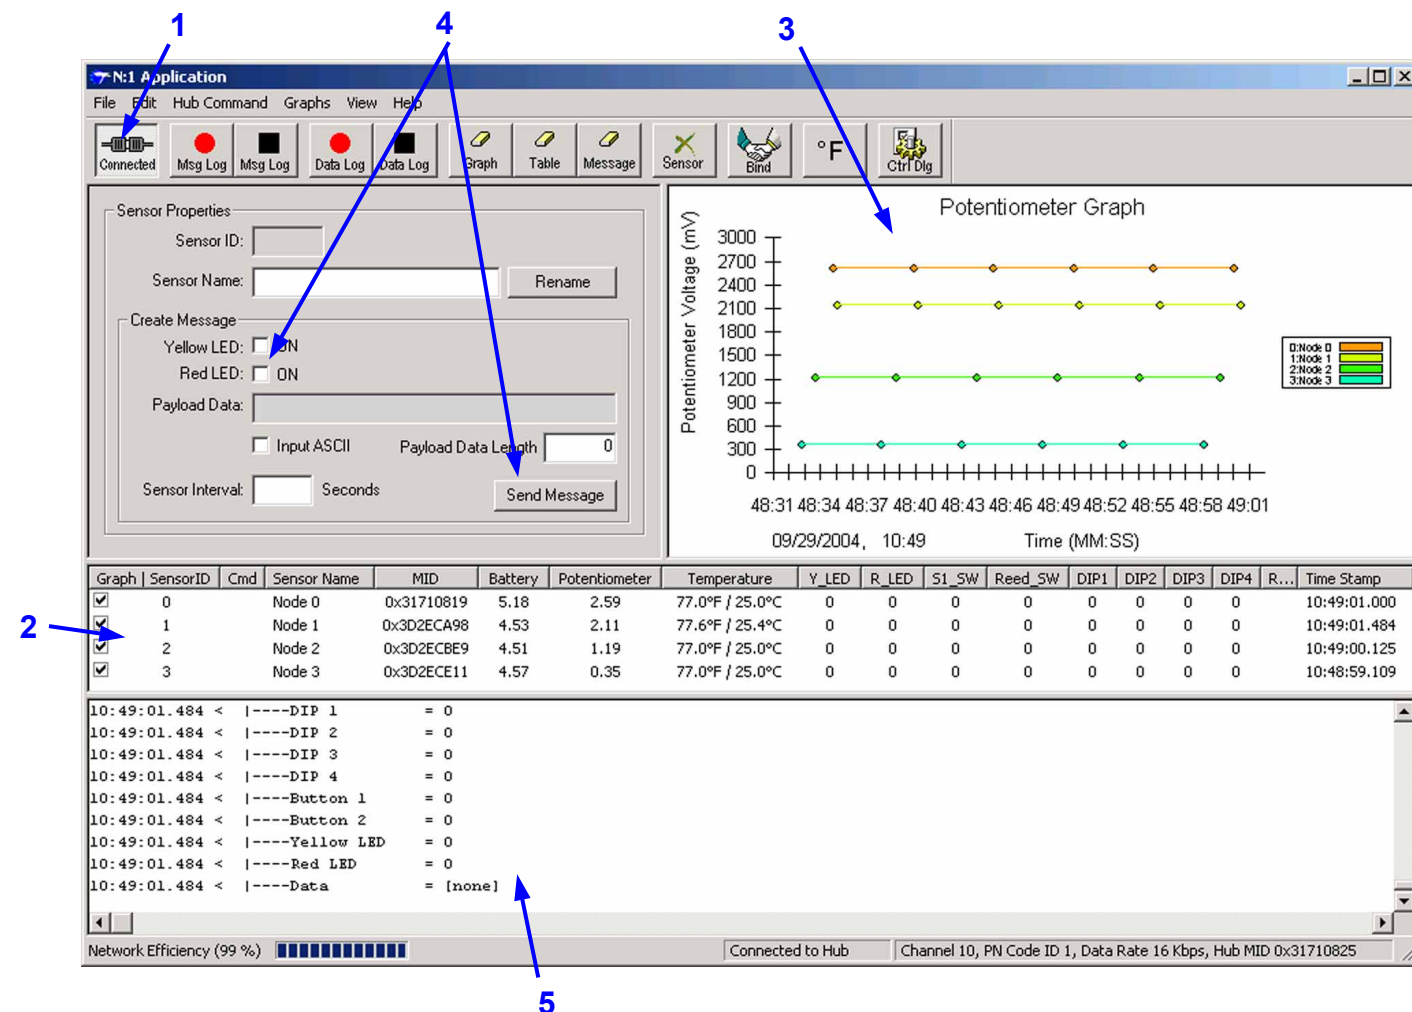 1
4
3
N:1 Application
File Edit Hub Command Graphs View Help
Connected Msg Log Msg Log Data Log Data Log Graph Table Message Sensor Bind °F Ctrl Dlg
Sensor Properties
Sensor ID:
Sensor Name: Rename
Create Message
Yellow LED: ON
Red LED: ON
Payload Data:
Input ASCII Payload Data Length 0
Sensor Interval: Seconds Send Message
Potentiometer Graph
Potentiometer Voltage (mV)
3000
2700
2400
2100
1800
1500
1200
900
600
300
0
0:Node 0
1:Node 1
2:Node 2
3:Node 3
48:31 48:34 48:37 48:40 48:43 48:46 48:49 48:52 48:55 48:58 49:01
09/29/2004, 10:49 Time (MM:SS)
2
Graph | SensorID Cmd Sensor Name MID Battery Potentiometer Temperature Y_LED R_LED S1_SW Reed_SW DIP1 DIP2 DIP3 DIP4 R... Time Stamp
0 Node 0 0x31710819 5.18 2.59 77.0°F / 25.0°C 0 0 0 0 0 0 0 0 10:49:01.000
1 Node 1 0x3D2ECA98 4.53 2.11 77.6°F / 25.4°C 0 0 0 0 0 0 0 0 10:49:01.484
2 Node 2 0x3D2ECBE9 4.51 1.19 77.0°F / 25.0°C 0 0 0 0 0 0 0 0 10:49:00.125
3 Node 3 0x3D2ECE11 4.57 0.35 77.0°F / 25.0°C 0 0 0 0 0 0 0 0 10:48:59.109
10:49:01.484 < |----DIP 1 = 0
10:49:01.484 < |----DIP 2 = 0
10:49:01.484 < |----DIP 3 = 0
10:49:01.484 < |----DIP 4 = 0
10:49:01.484 < |----Button 1 = 0
10:49:01.484 < |----Button 2 = 0
10:49:01.484 < |----Yellow LED = 0
10:49:01.484 < |----Red LED = 0
10:49:01.484 < |----Data = [none]
Network Efficiency (99 %) Connected to Hub Channel 10, PN Code ID 1, Data Rate 16 Kbps, Hub MID 0x31710825
5